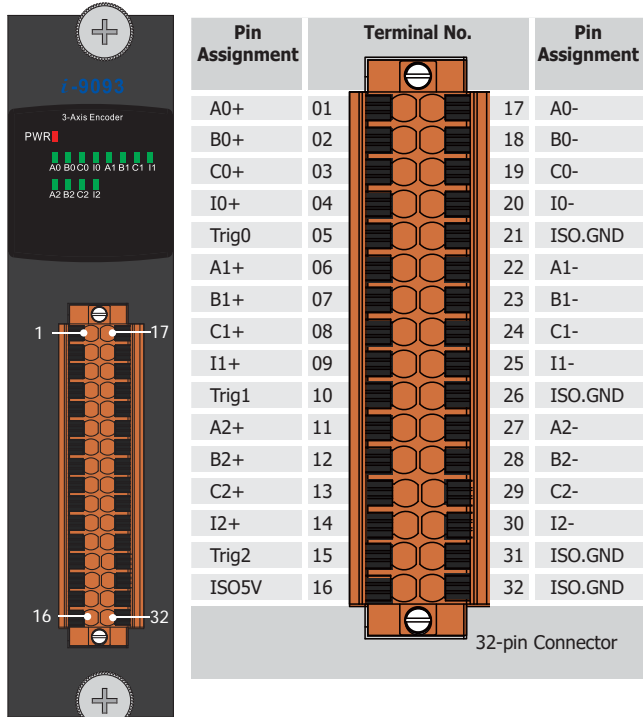 i-9093
3-Axis Encoder
PWR
A0 B0 C0 I0 A1 B1 C1 I1
A2 B2 C2 I2
1 17
16 32
Pin Assignment Terminal No. Pin Assignment
A0+ 01 17 A0-
B0+ 02 18 B0-
C0+ 03 19 C0-
I0+ 04 20 I0-
Trig0 05 21 ISO.GND
A1+ 06 22 A1-
B1+ 07 23 B1-
C1+ 08 24 C1-
I1+ 09 25 I1-
Trig1 10 26 ISO.GND
A2+ 11 27 A2-
B2+ 12 28 B2-
C2+ 13 29 C2-
I2+ 14 30 I2-
Trig2 15 31 ISO.GND
ISO5V 16 32 ISO.GND
32-pin Connector